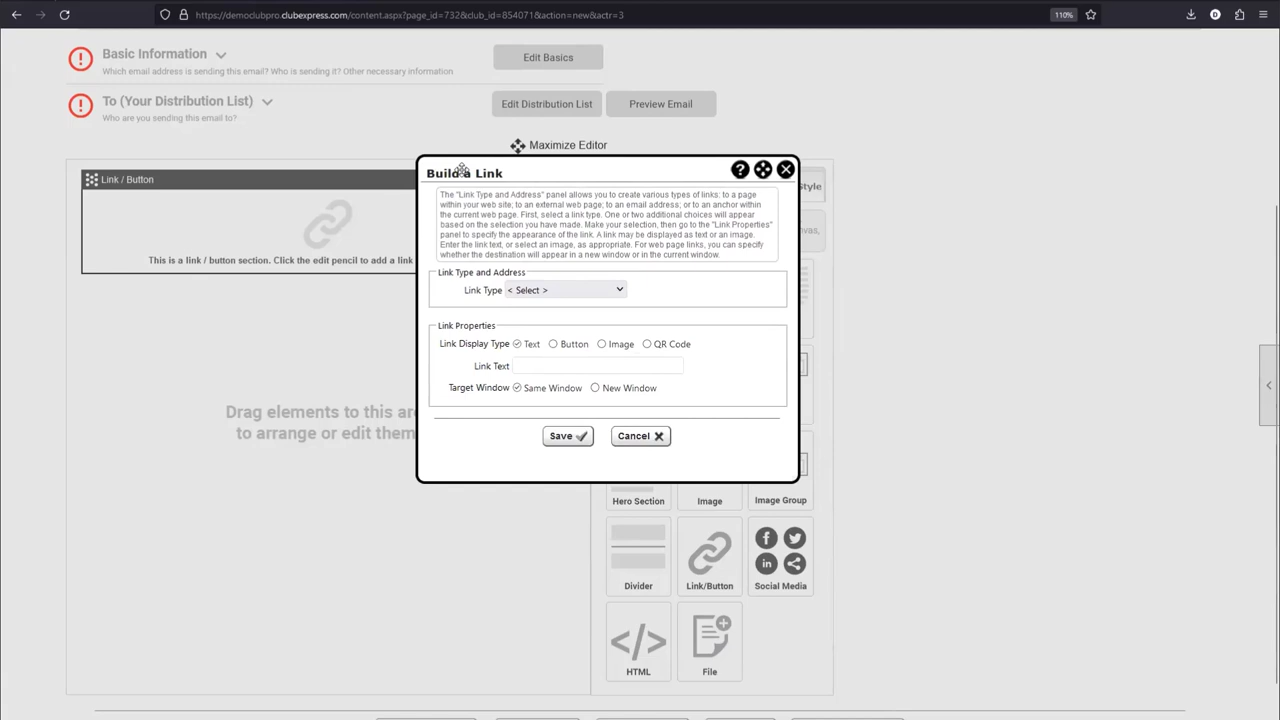 https://democlubpro.clubexpress.com/content.aspx?page_id=732&club_id=854071&action=new&actr=3
110%
Basic Information
Which email address is sending this email? Who is sending it? Other necessary information
Edit Basics
To (Your Distribution List)
Who are you sending this email to?
Edit Distribution List
Preview Email
Maximize Editor
Link / Button
This is a link / button section. Click the edit pencil to add a link
Drag elements to this are
to arrange or edit them
Build a Link
The "Link Type and Address" panel allows you to create various types of links: to a page
within your web site; to an external web page; to an email address; or to an anchor within
the current web page. First, select a link type. One or two additional choices will appear
based on the selection you have made. Make your selection, then go to the "Link Properties"
panel to specify the appearance of the link. A link may be displayed as text or an image.
Enter the link text, or select an image, as appropriate. For web page links, you can specify
whether the destination will appear in a new window or in the current window.
Link Type and Address
Link Type < Select >
Link Properties
Link Display Type Text Button Image QR Code
Link Text
Target Window Same Window New Window
Save
Cancel
Style
anvas,
Hero Section
Image
Image Group
Divider
Link/Button
Social Media
HTML
File